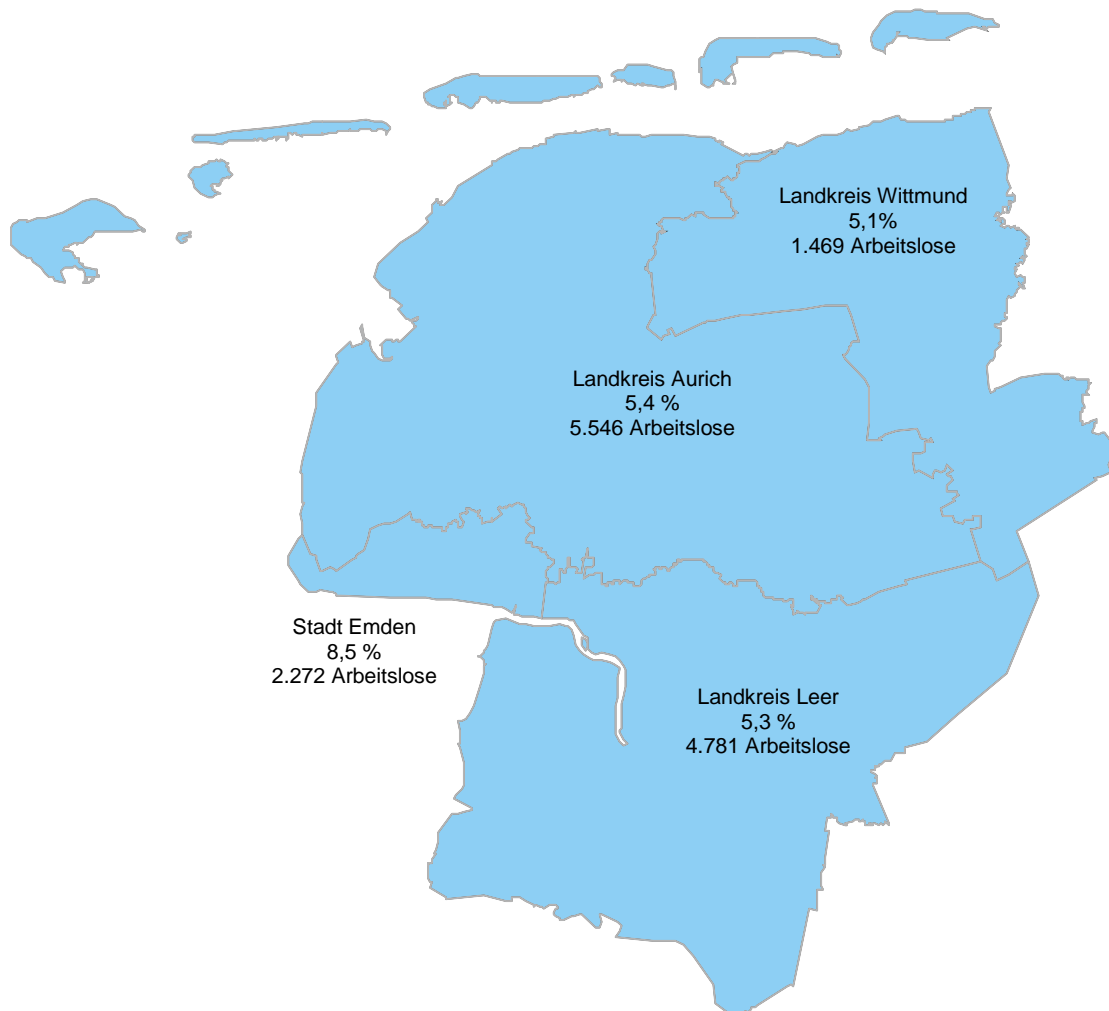 Landkreis Wittmund
5,1%
1.469 Arbeitslose
Landkreis Aurich
5,4 %
5.546 Arbeitslose
Stadt Emden
8,5 %
2.272 Arbeitslose
Landkreis Leer
5,3 %
4.781 Arbeitslose